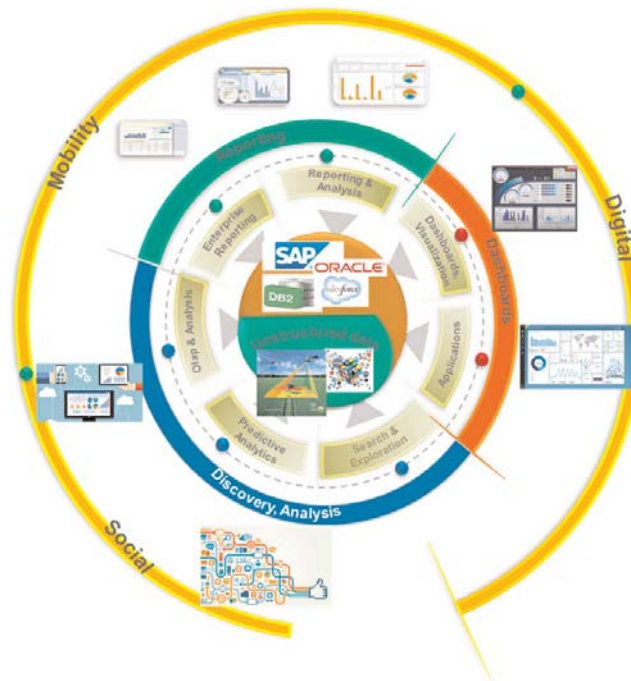 Mobility
Digital
Social
Reporting
Dashboards
Discovery, Analysis
Reporting &
Analysis
Enterprise
Reporting
Dashboards,
Visualization
Olap & Analysis
Applications
Predictive
Analytics
Search &
Exploration
SAP
ORACLE
DB2
salesforce
Unstructured data